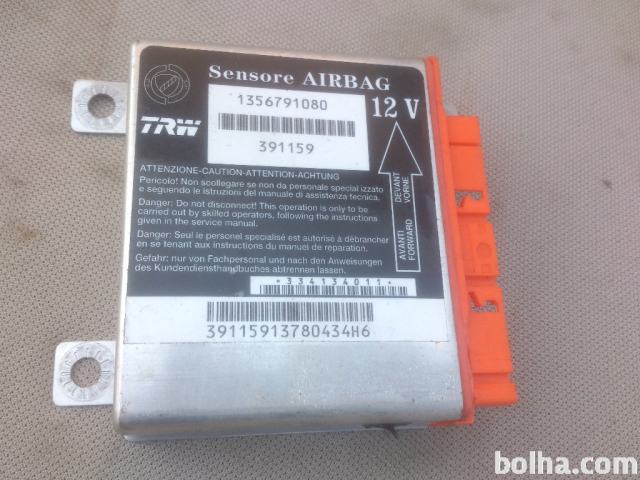 Sensore AIRBAG
1356791080
12 V
TRW
391159
ATTENZIONE-CAUTION-ATTENTION-ACHTUNG
Pericolo! Non scollegare se non da personale specializzato
e seguendo le istruzioni del manuale di assistenza tecnica.
Danger: Do not disconnect! This operation is only to be
carried out by skilled operators, following the instructions
given in the service manual.
Danger: Seul le personel specialisé est autorisé à débrancher
en se tenant aux instructions du manuel de reparation.
Gefahr: nur von Fachpersonal und nach den Anweisungen
des Kundendiensthandbuches abtrennen lassen.
AVANTI DEVANT
FORWARD VORNE
*334134011*
39115913780434H6
bolha.com